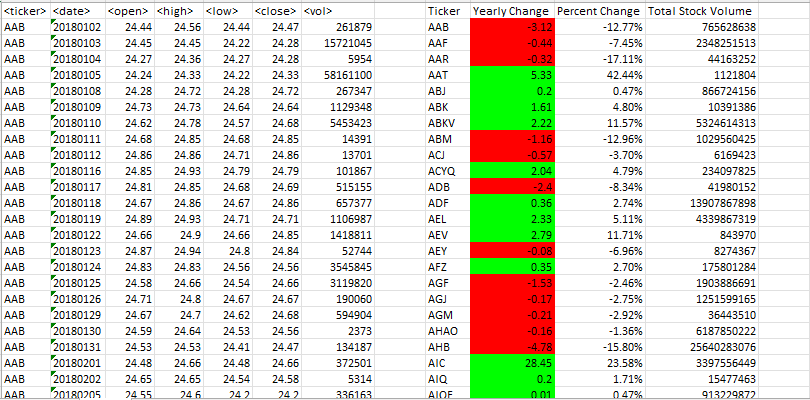 <ticker> <date> <open> <high> <low> <close> <vol> Ticker Yearly Change Percent Change Total Stock Volume
AAB 20180102 24.44 24.56 24.44 24.47 261879 AAB -3.12 -12.77% 765628638
AAB 20180103 24.45 24.45 24.22 24.28 15721045 AAF -0.44 -7.45% 2348251513
AAB 20180104 24.27 24.36 24.27 24.28 5954 AAR -0.32 -17.11% 44163252
AAB 20180105 24.24 24.33 24.22 24.33 58161100 AAT 5.33 42.44% 1121804
AAB 20180108 24.28 24.72 24.28 24.72 267347 ABJ 0.2 0.47% 866724156
AAB 20180109 24.73 24.73 24.64 24.64 1129348 ABK 1.61 4.80% 10391386
AAB 20180110 24.62 24.78 24.57 24.68 5453423 ABKV 2.22 11.57% 5324614313
AAB 20180111 24.68 24.85 24.68 24.85 14391 ABM -1.16 -12.96% 1029560425
AAB 20180112 24.86 24.86 24.71 24.86 13701 ACJ -0.57 -3.70% 6169423
AAB 20180116 24.85 24.93 24.79 24.79 101867 ACYQ 2.04 4.79% 234097825
AAB 20180117 24.81 24.85 24.68 24.69 515155 ADB -2.4 -8.34% 41980152
AAB 20180118 24.67 24.86 24.67 24.86 657377 ADF 0.36 2.74% 13907867898
AAB 20180119 24.89 24.93 24.71 24.71 1106987 AEL 2.33 5.11% 4339867319
AAB 20180122 24.66 24.9 24.66 24.85 1418811 AEV 2.79 11.71% 843970
AAB 20180123 24.87 24.94 24.8 24.84 52744 AEY -0.08 -6.96% 8274367
AAB 20180124 24.83 24.83 24.56 24.56 3545845 AFZ 0.35 2.70% 175801284
AAB 20180125 24.58 24.66 24.54 24.66 3119820 AGF -1.53 -2.46% 1903886691
AAB 20180126 24.71 24.8 24.67 24.67 190060 AGJ -0.17 -2.75% 1251599165
AAB 20180129 24.67 24.7 24.62 24.68 594904 AGM -0.21 -2.92% 36443510
AAB 20180130 24.59 24.64 24.53 24.56 2373 AHAO -0.16 -1.36% 6187850222
AAB 20180131 24.53 24.53 24.41 24.47 134187 AHB -4.78 -15.80% 25640283076
AAB 20180201 24.48 24.66 24.48 24.66 372501 AIC 28.45 23.58% 3397556449
AAB 20180202 24.65 24.65 24.54 24.58 5314 AIQ 0.2 1.71% 15477463
AAB 20180205 24.55 24.6 24.2 24.2 336163 AIQE 0.01 0.47% 913229872